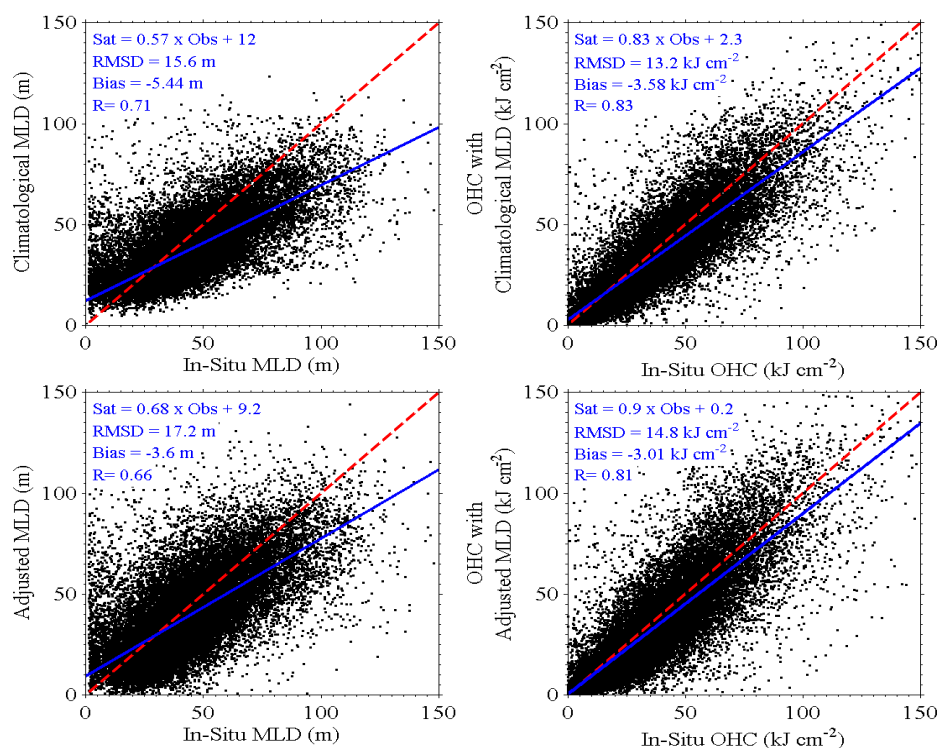 Sat = 0.57 x Obs + 12
RMSD = 15.6 m
Bias = -5.44 m
R= 0.71
Climatological MLD (m)
150
100
50
0
0 50 100 150
In-Situ MLD (m)
Sat = 0.83 x Obs + 2.3
RMSD = 13.2 kJ cm⁻²
Bias = -3.58 kJ cm⁻²
R= 0.83
OHC with
Climatological MLD (kJ cm⁻²)
150
100
50
0
0 50 100 150
In-Situ OHC (kJ cm⁻²)
Sat = 0.68 x Obs + 9.2
RMSD = 17.2 m
Bias = -3.6 m
R= 0.66
Adjusted MLD (m)
150
100
50
0
0 50 100 150
In-Situ MLD (m)
Sat = 0.9 x Obs + 0.2
RMSD = 14.8 kJ cm⁻²
Bias = -3.01 kJ cm⁻²
R= 0.81
OHC with
Adjusted MLD (kJ cm⁻²)
150
100
50
0
0 50 100 150
In-Situ OHC (kJ cm⁻²)